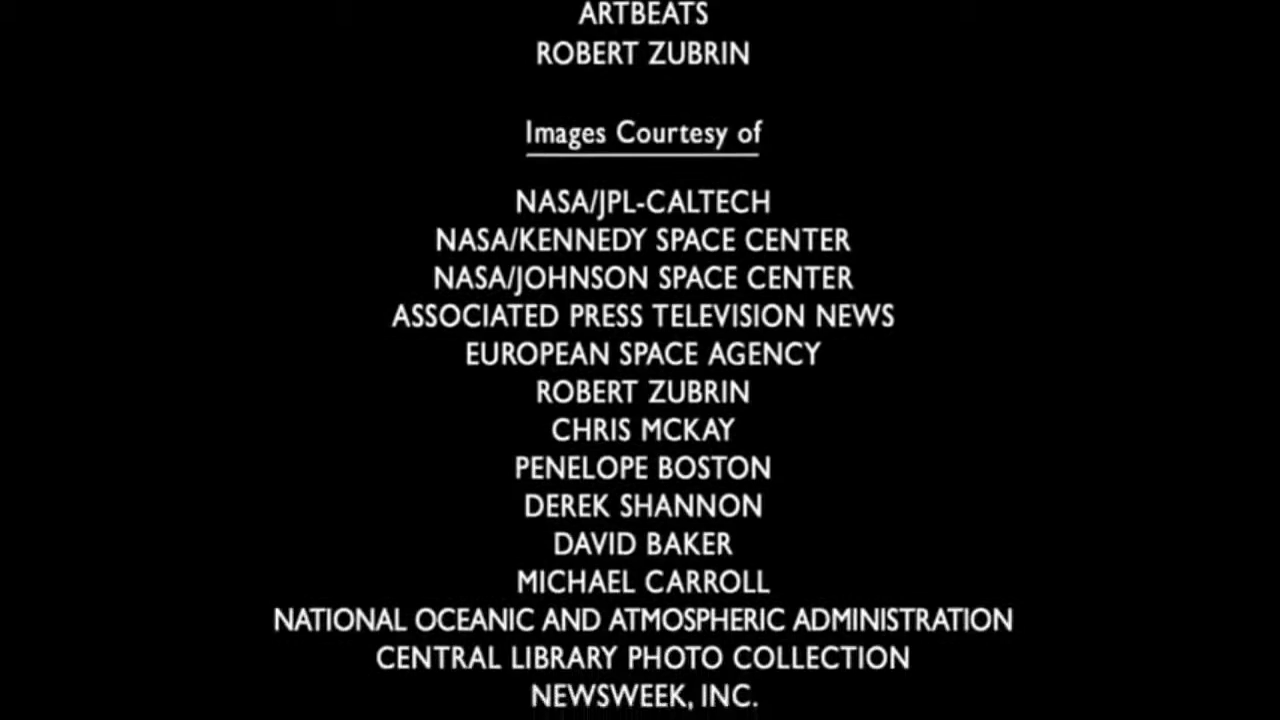 ARTBEATS
ROBERT ZUBRIN
Images Courtesy of
NASA/JPL-CALTECH
NASA/KENNEDY SPACE CENTER
NASA/JOHNSON SPACE CENTER
ASSOCIATED PRESS TELEVISION NEWS
EUROPEAN SPACE AGENCY
ROBERT ZUBRIN
CHRIS MCKAY
PENELOPE BOSTON
DEREK SHANNON
DAVID BAKER
MICHAEL CARROLL
NATIONAL OCEANIC AND ATMOSPHERIC ADMINISTRATION
CENTRAL LIBRARY PHOTO COLLECTION
NEWSWEEK, INC.